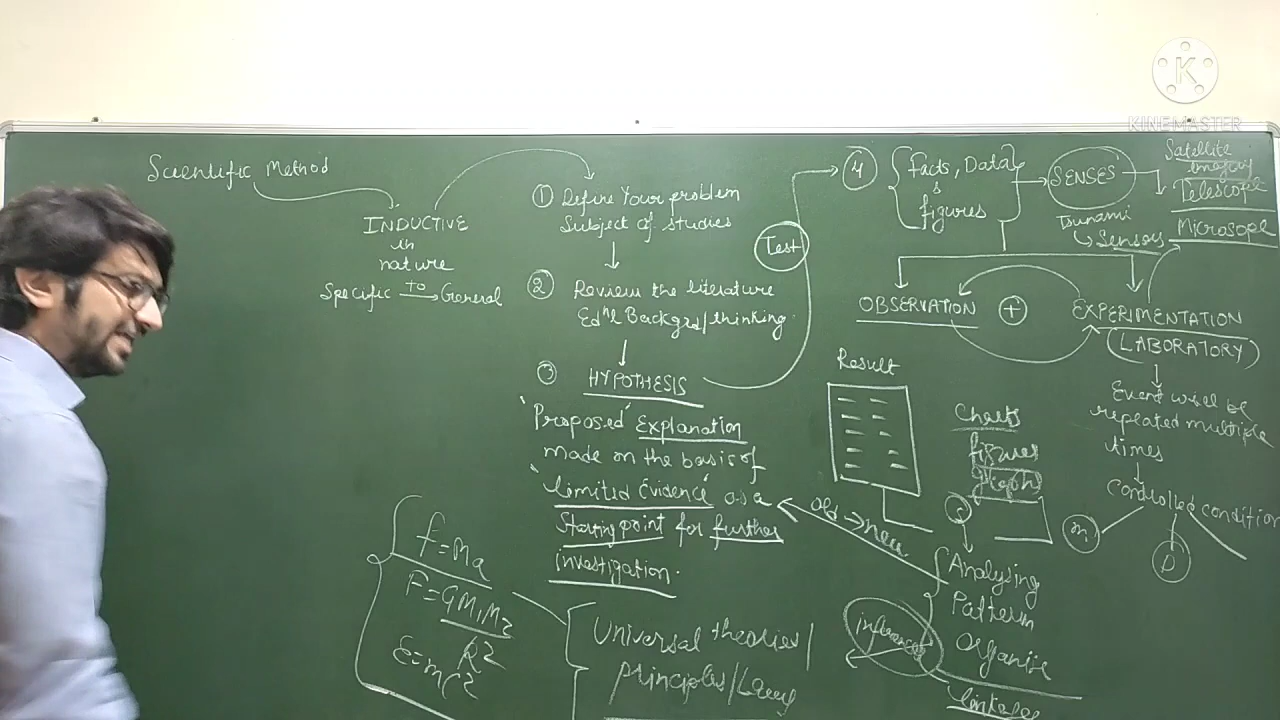 Scientific Method
INDUCTIVE
in
nature
Specific to General
① Define Your problem
Subject of studies
② Review the literature
Ednl Backgrd/thinking
③ HYPOTHESIS
"Proposed" Explanation
made on the basis of
"limited Evidence" as a
Starting point for further
investigation.
Test
④ Facts, Data
s
figures
SENSES
Tsunami
Sensors
Satellite
Imagery
Telescope
Microsope
OBSERVATION + EXPERIMENTATION
(LABORATORY)
Event will be
repeated multiple
times
Controlled condition
m
D
Result
Charts
figures
graphs
old → new
Analysing
Pattern
Organize
linkages
inferences
Universal theories/
principles/Laws
f=ma
F=GM1M2
R2
E=mc2
K
KINEMASTER